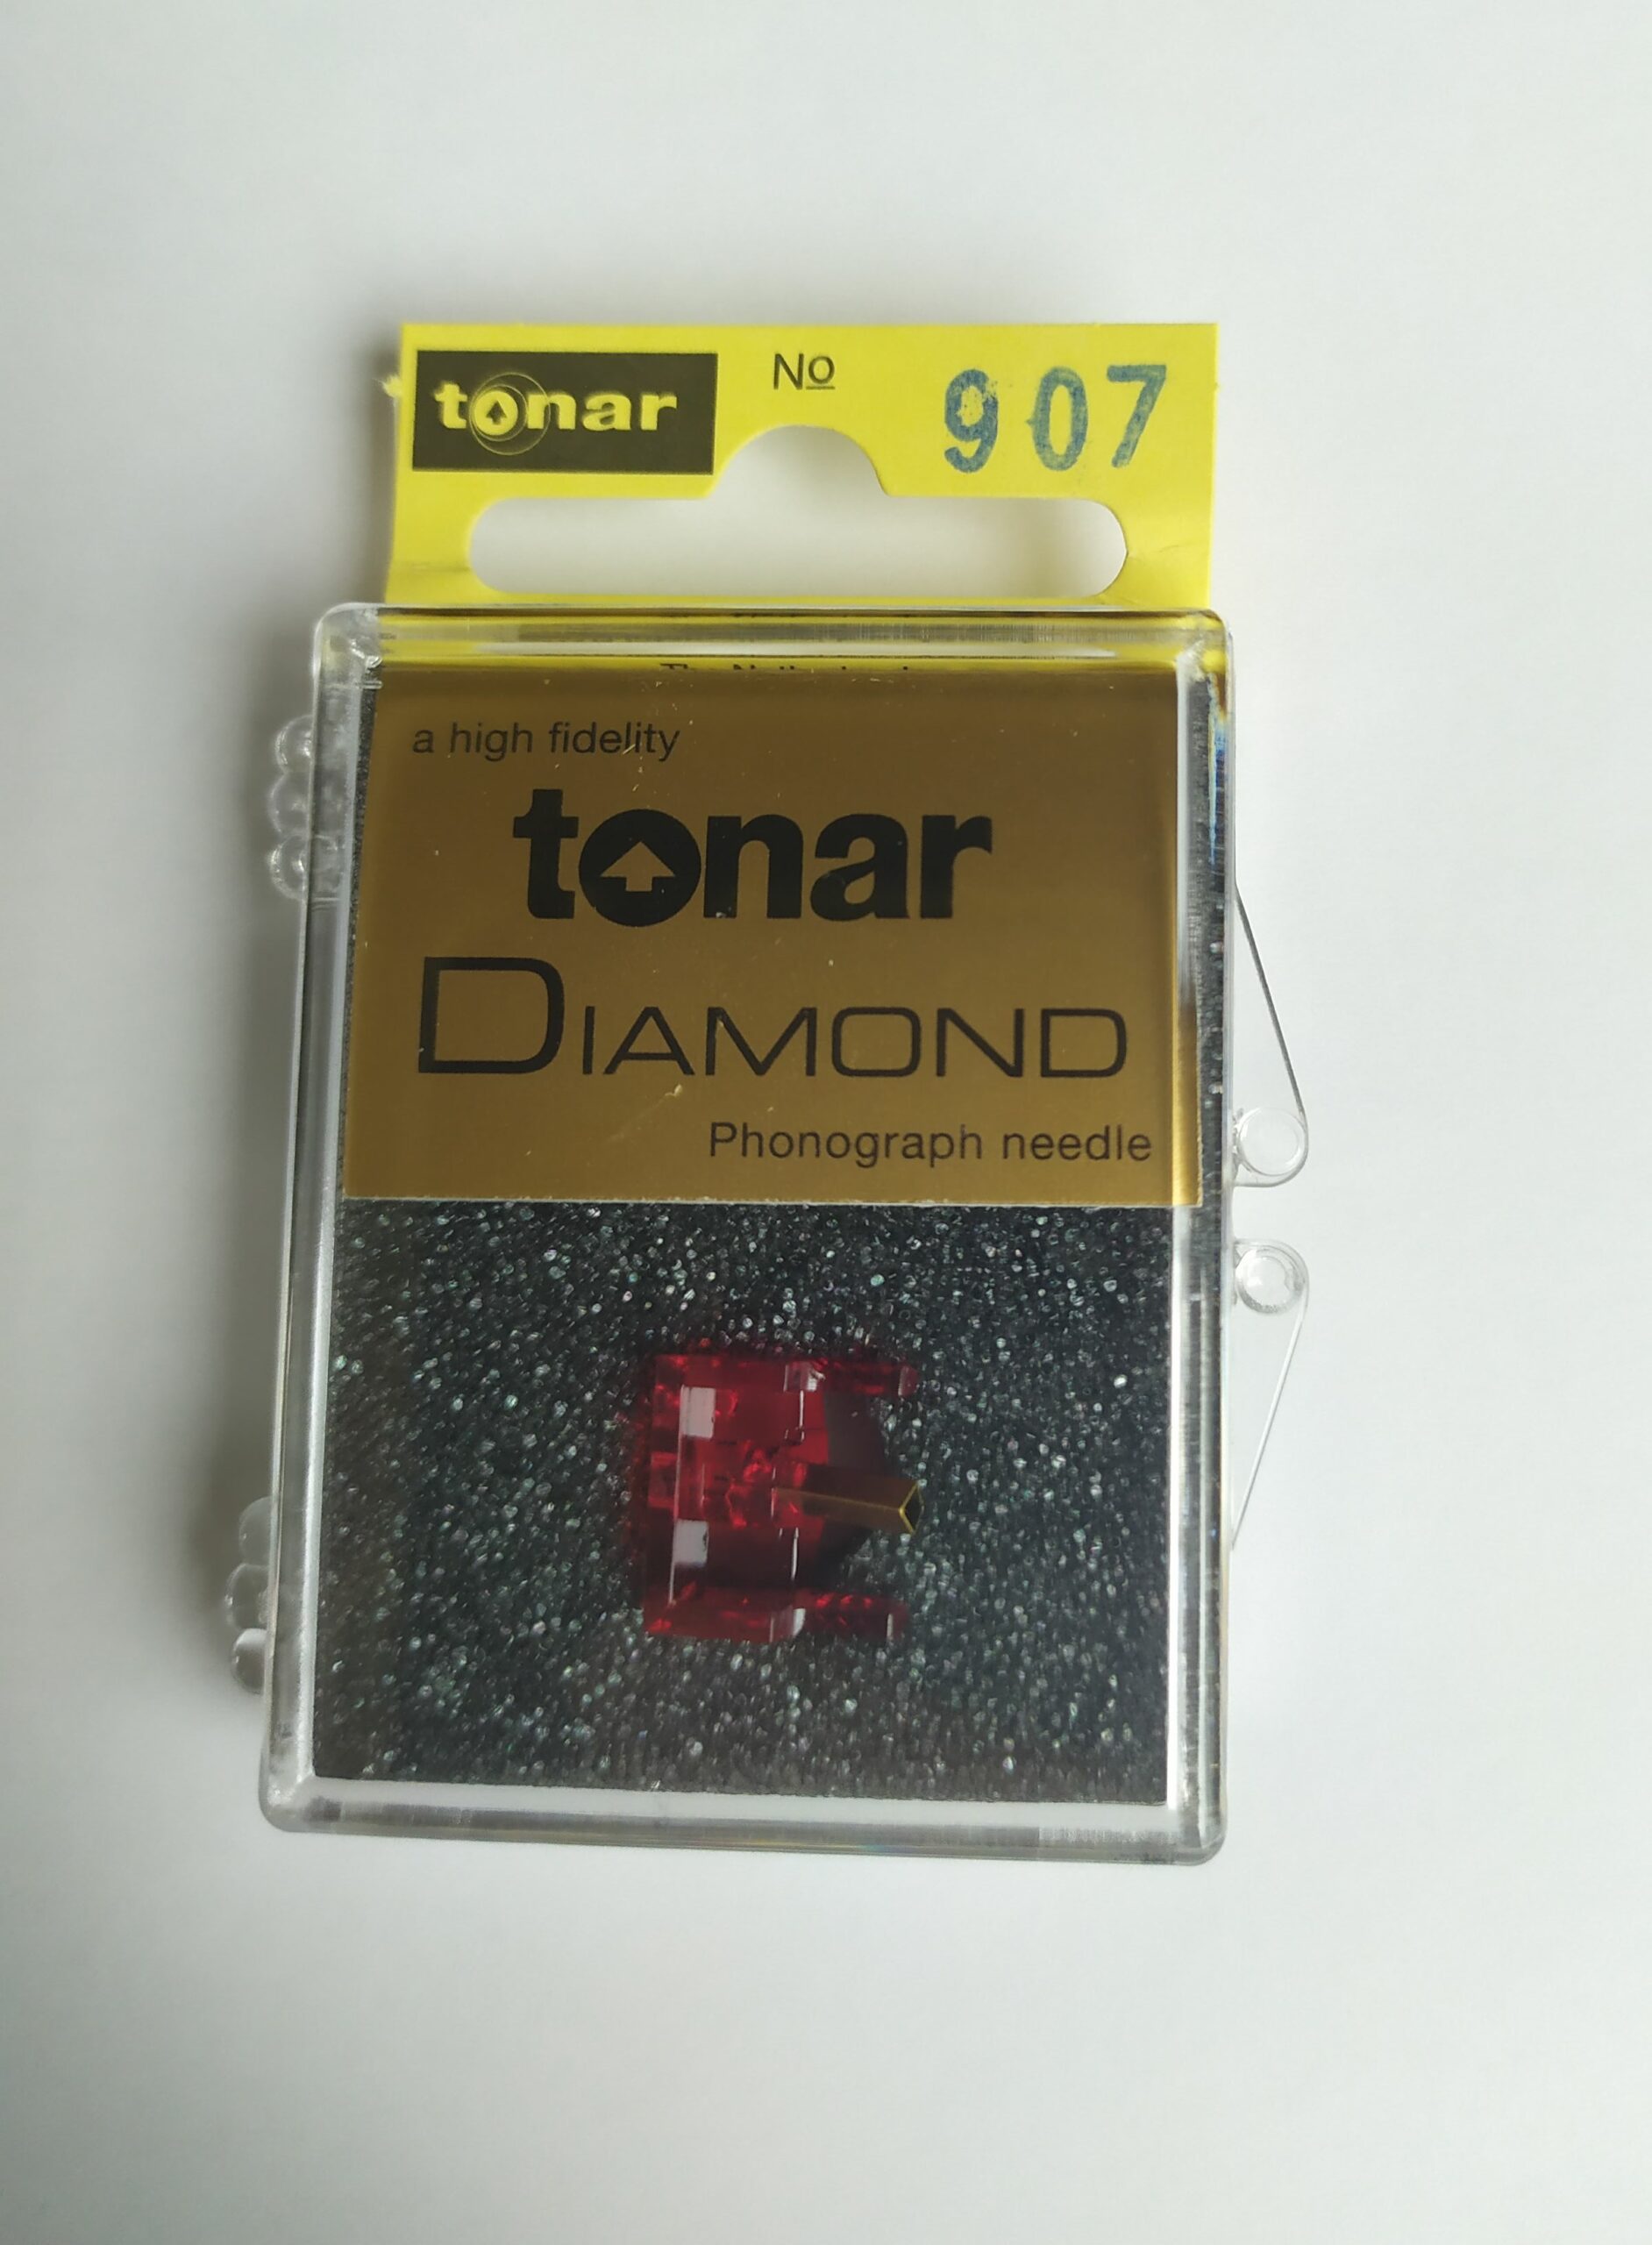 tonar
No
907
a high fidelity
tonar
DIAMOND
Phonograph needle